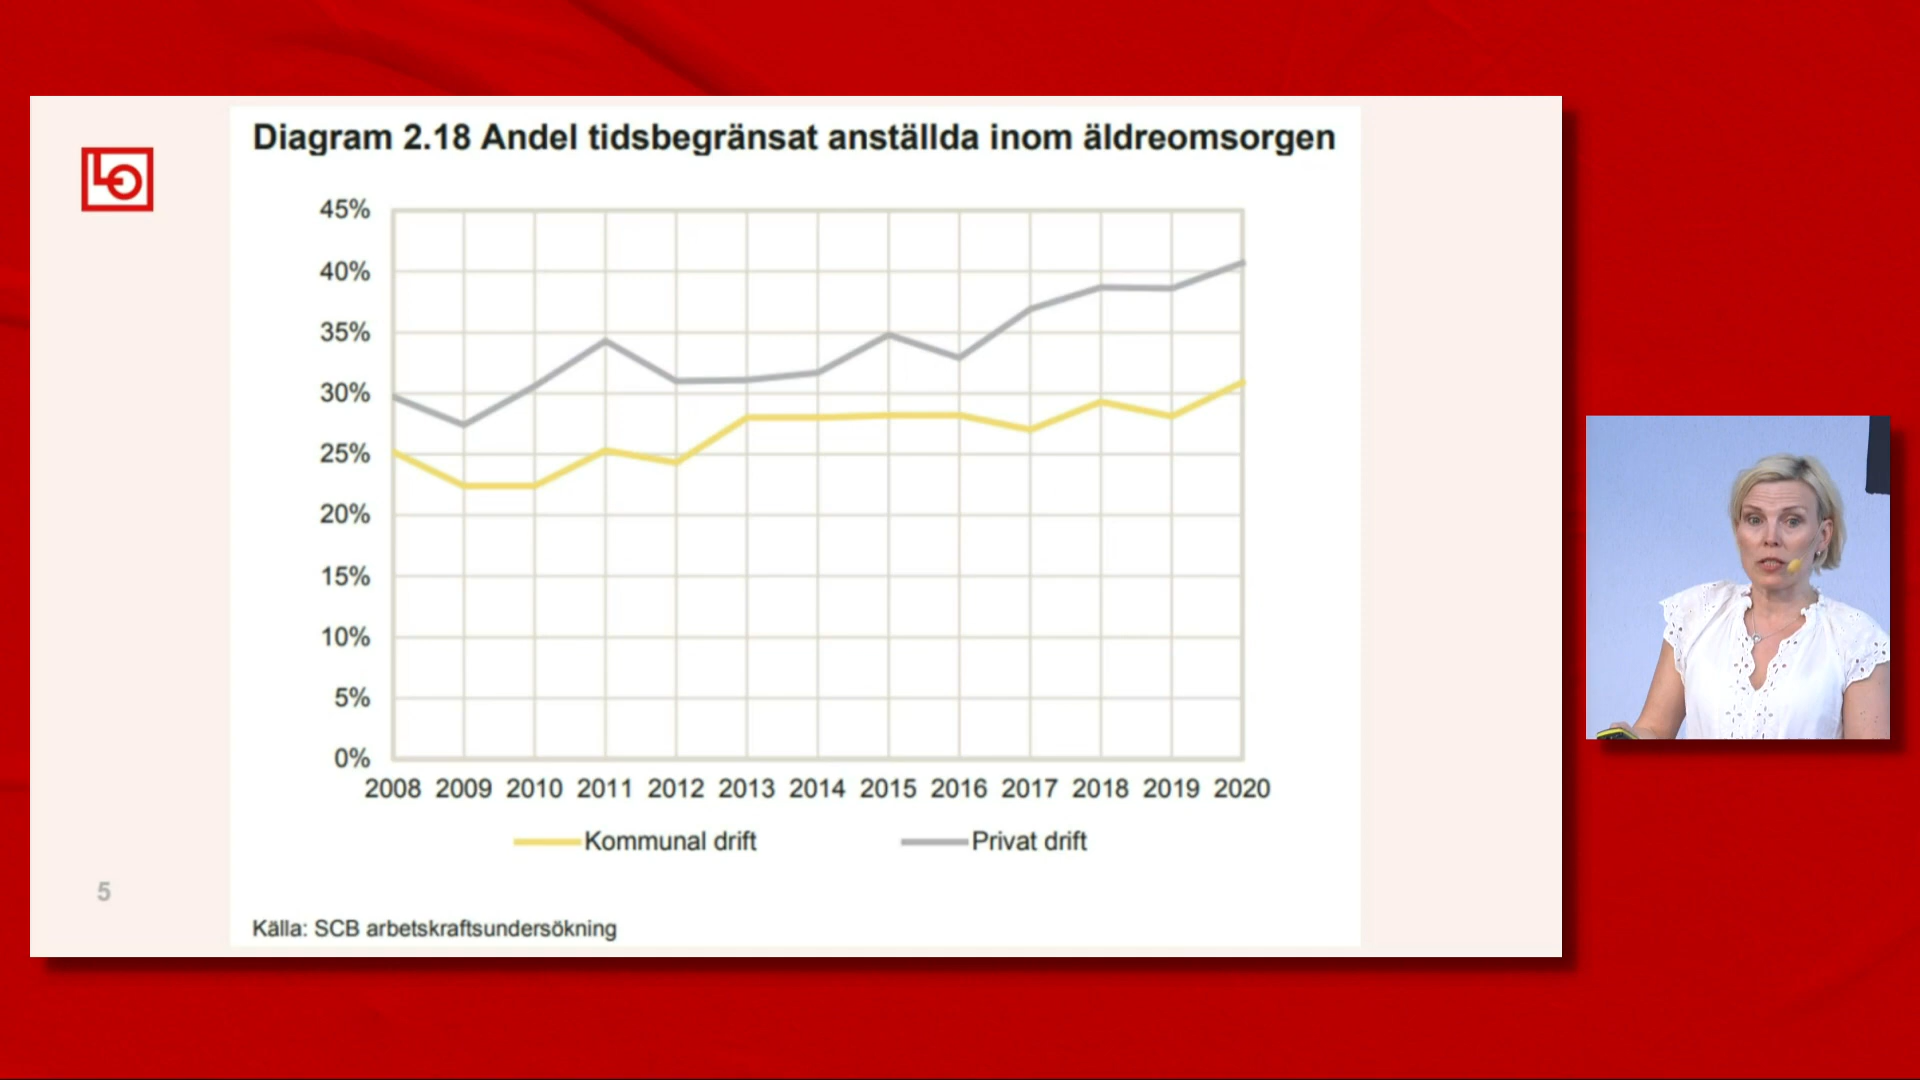 LO
Diagram 2.18 Andel tidsbegränsat anställda inom äldreomsorgen
45%
40%
35%
30%
25%
20%
15%
10%
5%
0%
2008 2009 2010 2011 2012 2013 2014 2015 2016 2017 2018 2019 2020
Kommunal drift Privat drift
5
Källa: SCB arbetskraftsundersökning